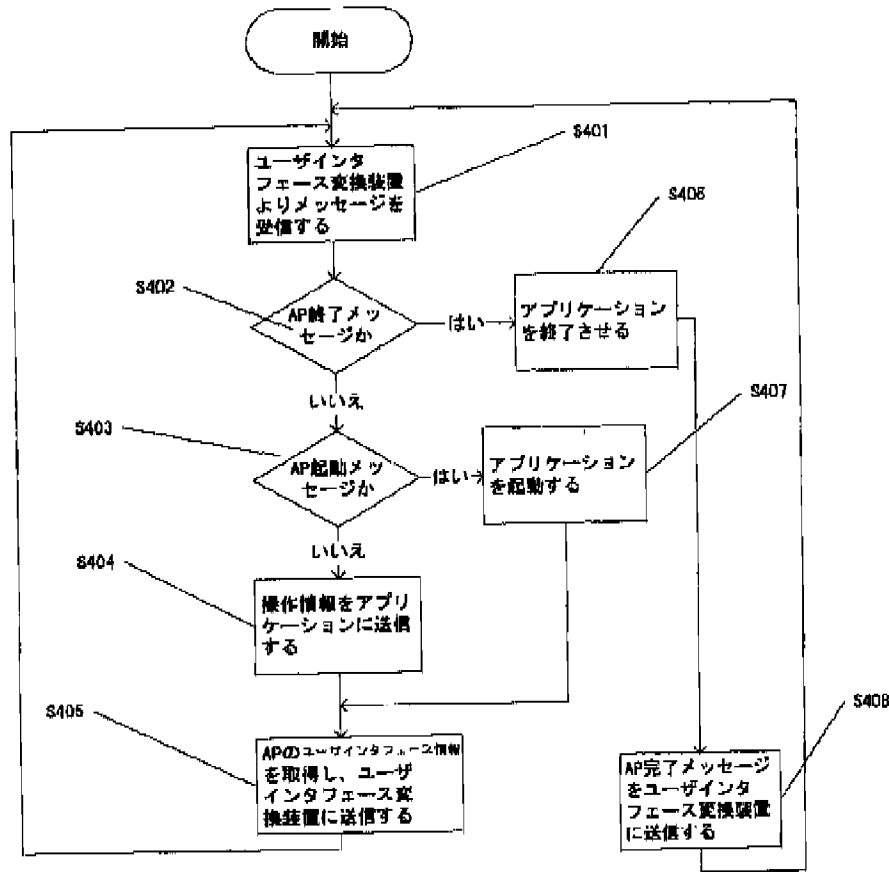 開始
S401
ユーザインタ
フェース変換装置
よりメッセージを
受信する
S406
S402
AP終了メッ
セージか
はい
アプリケーション
を終了させる
いいえ
S407
S403
AP起動メッ
セージか
はい
アプリケーション
を起動する
いいえ
S404
操作情報をアプリ
ケーションに送信
する
S405
S408
APのユーザインタフェース情報
を取得し、ユーザ
インタフェース変
換装置に送信する
AP完了メッセージ
をユーザインタ
フェース変換装置
に送信する